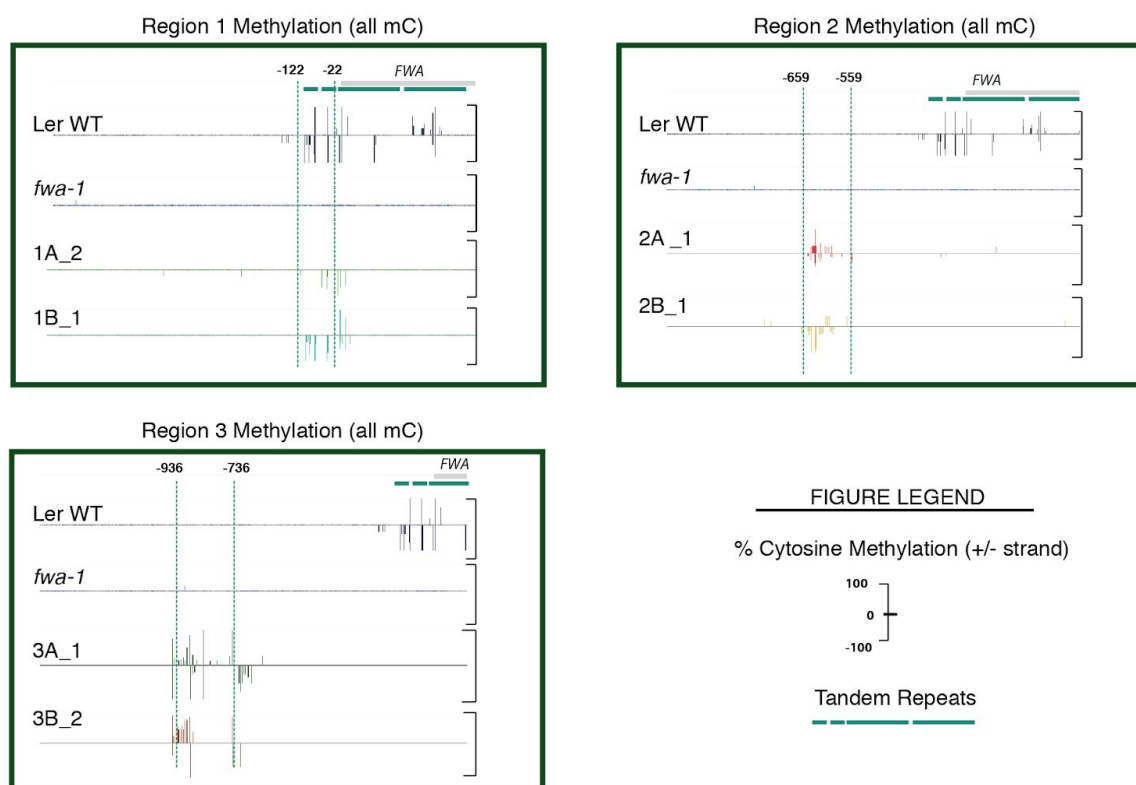 Region 1 Methylation (all mC)
-122
-22
FWA
Ler WT
fwa-1
1A_2
1B_1
Region 2 Methylation (all mC)
-659
-559
FWA
Ler WT
fwa-1
2A _1
2B_1
Region 3 Methylation (all mC)
-936
-736
FWA
Ler WT
fwa-1
3A_1
3B_2
FIGURE LEGEND
% Cytosine Methylation (+/- strand)
100
0
-100
Tandem Repeats